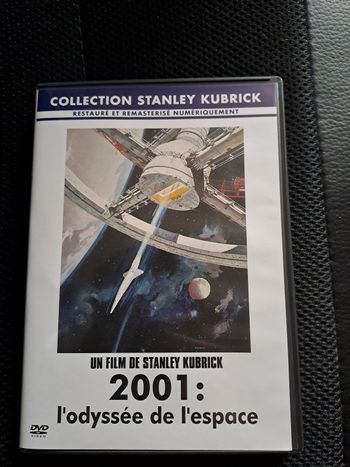 COLLECTION STANLEY KUBRICK
RESTAURÉ ET REMASTERISÉ NUMÉRIQUEMENT
UN FILM DE STANLEY KUBRICK
2001:
l'odyssée de l'espace
DVD
VIDEO